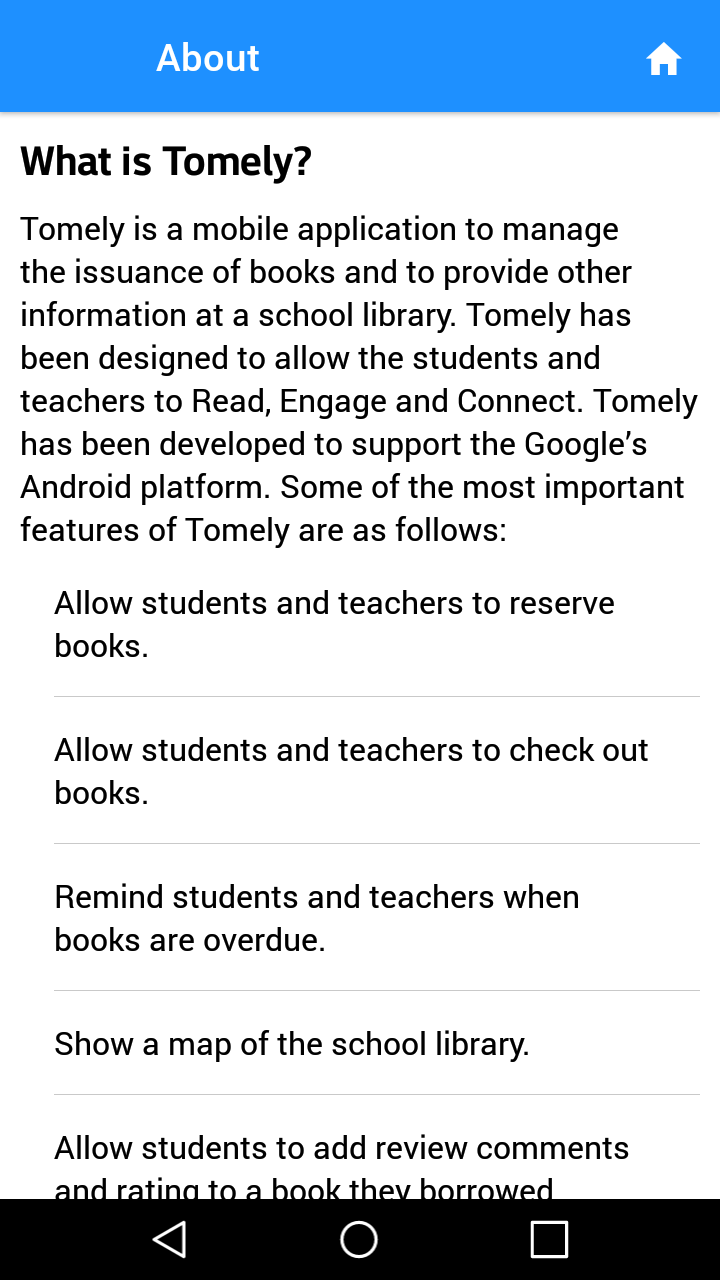 About
What is Tomely?
Tomely is a mobile application to manage
the issuance of books and to provide other
information at a school library. Tomely has
been designed to allow the students and
teachers to Read, Engage and Connect. Tomely
has been developed to support the Google’s
Android platform. Some of the most important
features of Tomely are as follows:
Allow students and teachers to reserve
books.
Allow students and teachers to check out
books.
Remind students and teachers when
books are overdue.
Show a map of the school library.
Allow students to add review comments
and rating to a book they borrowed